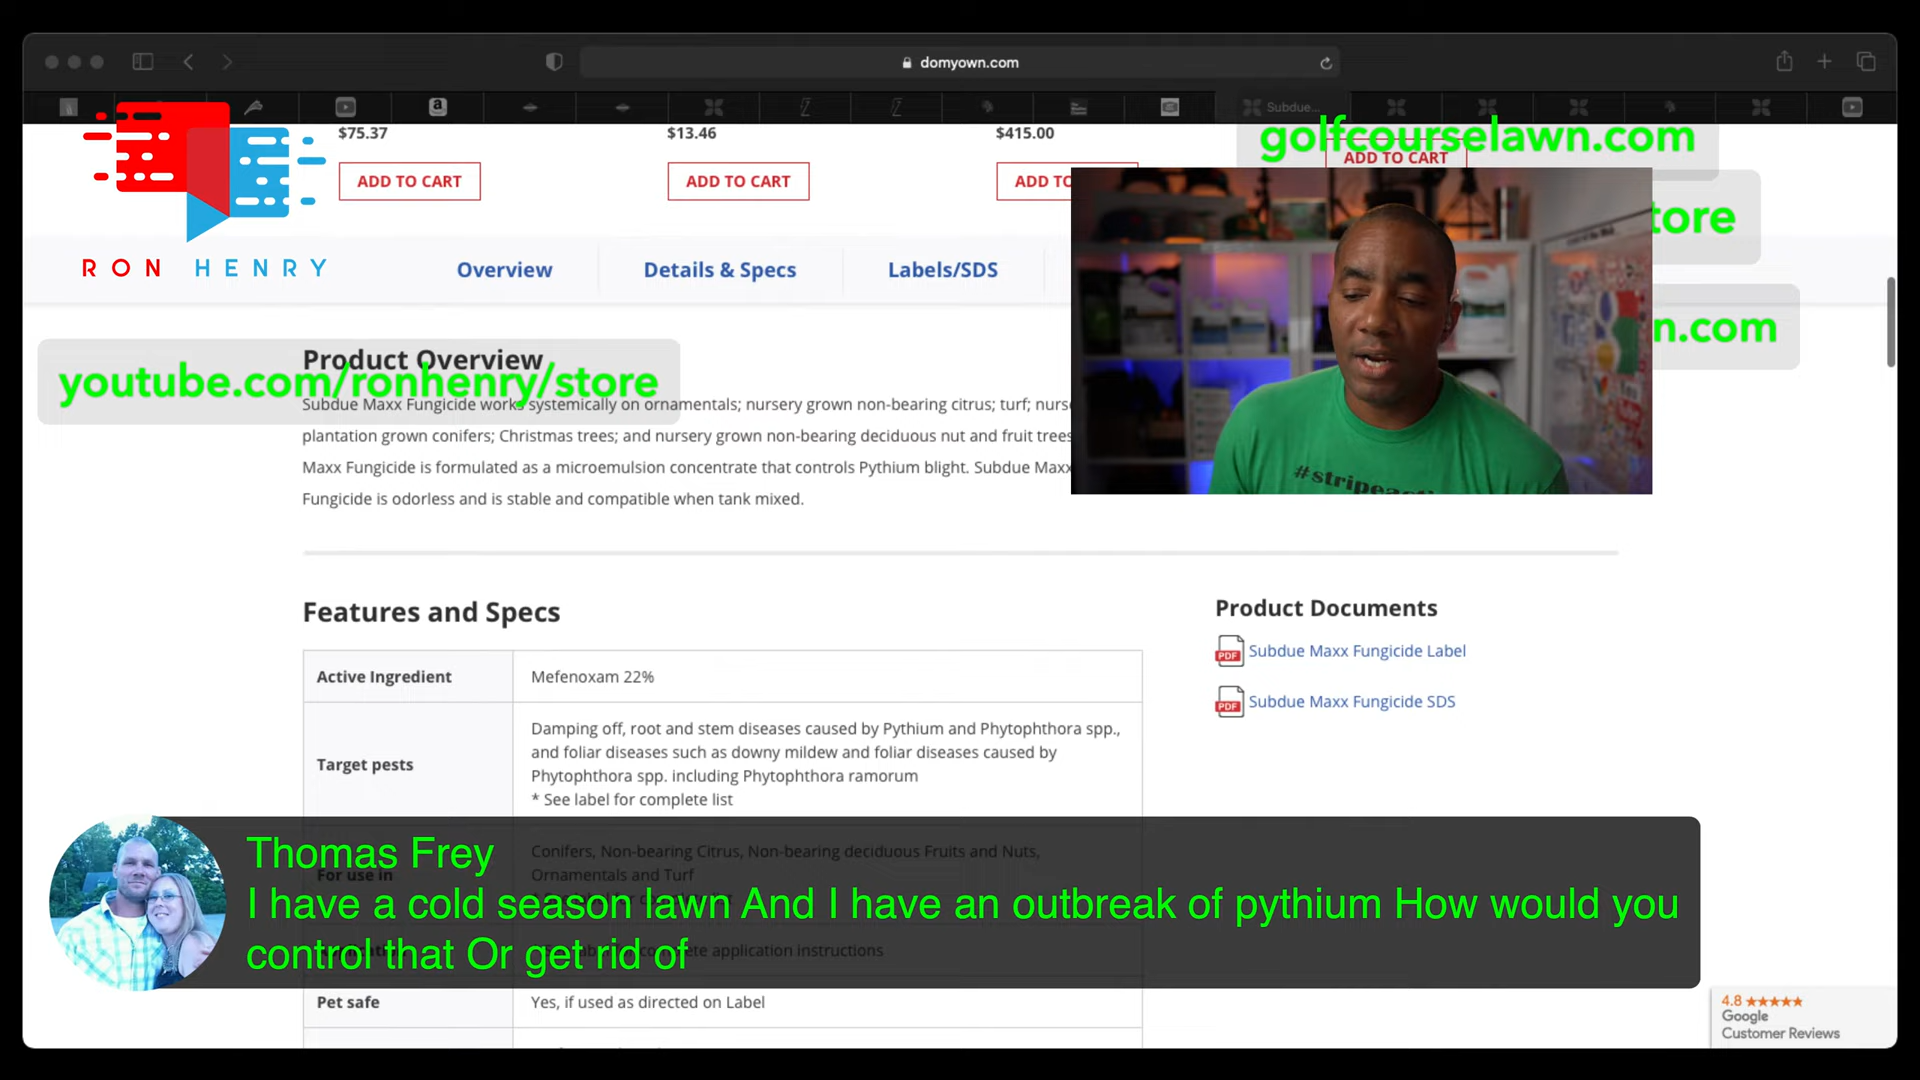 domyown.com
Subdue...
$75.37
$13.46
$415.00
golfcourselawn.com
ADD TO CART
ADD TO CART
ADD TO CART
tore
RON HENRY
Overview
Details & Specs
Labels/SDS
n.com
Product Overview
youtube.com/ronhenry/store
Subdue Maxx Fungicide works systemically on ornamentals; nursery grown non-bearing citrus; turf;
plantation grown conifers; Christmas trees; and nursery grown non-bearing deciduous nut and fruit trees
Maxx Fungicide is formulated as a microemulsion concentrate that controls Pythium blight. Subdue Maxx
Fungicide is odorless and is stable and compatible when tank mixed.
Features and Specs
Product Documents
PDF Subdue Maxx Fungicide Label
PDF Subdue Maxx Fungicide SDS
Active Ingredient
Mefenoxam 22%
Target pests
Damping off, root and stem diseases caused by Pythium and Phytophthora spp.,
and foliar diseases such as downy mildew and foliar diseases caused by
Phytophthora spp. including Phytophthora ramorum
* See label for complete list
Thomas Frey
I have a cold season lawn And I have an outbreak of pythium How would you
control that Or get rid of
For use in
Conifers, Non-bearing Citrus, Non-bearing deciduous Fruits and Nuts,
Ornamentals and Turf
application instructions
Pet safe
Yes, if used as directed on Label
4.8 ★★★★★
Google
Customer Reviews